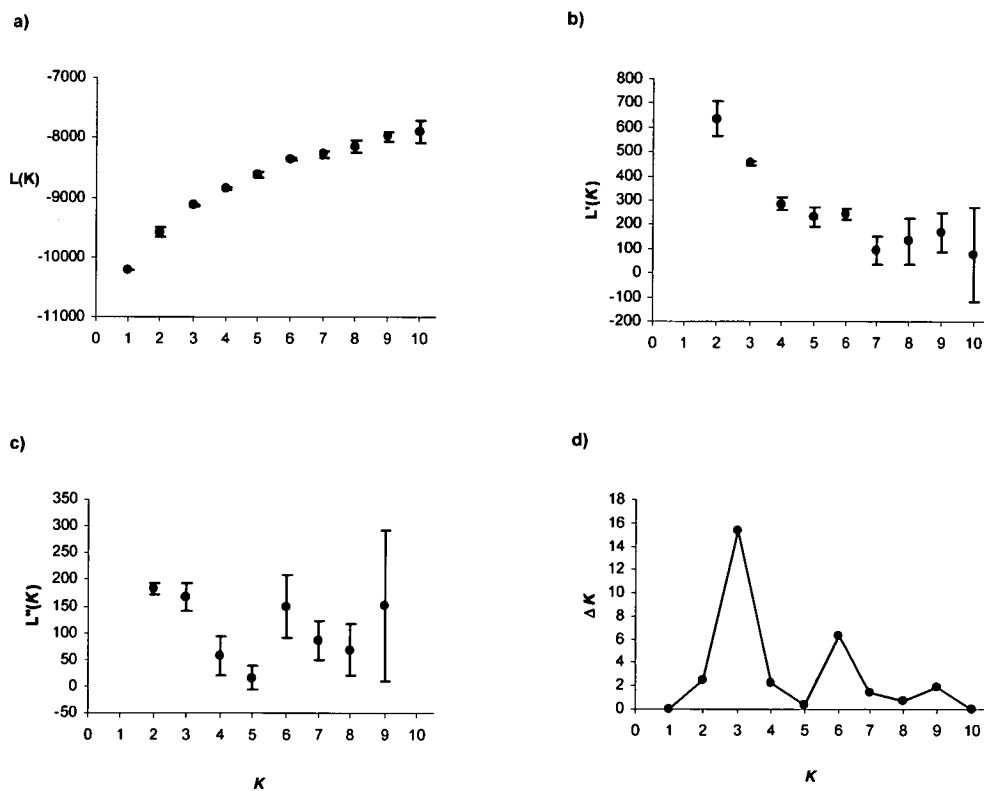 a)
-7000
-8000
L(K)
-9000
-10000
-11000
0 1 2 3 4 5 6 7 8 9 10
b)
800
700
600
500
400
L'(K)
300
200
100
0
-100
-200
0 1 2 3 4 5 6 7 8 9 10
c)
350
300
250
200
L"(K)
150
100
50
0
-50
0 1 2 3 4 5 6 7 8 9 10
K
d)
18
16
14
12
10
Δ K
8
6
4
2
0
0 1 2 3 4 5 6 7 8 9 10
K